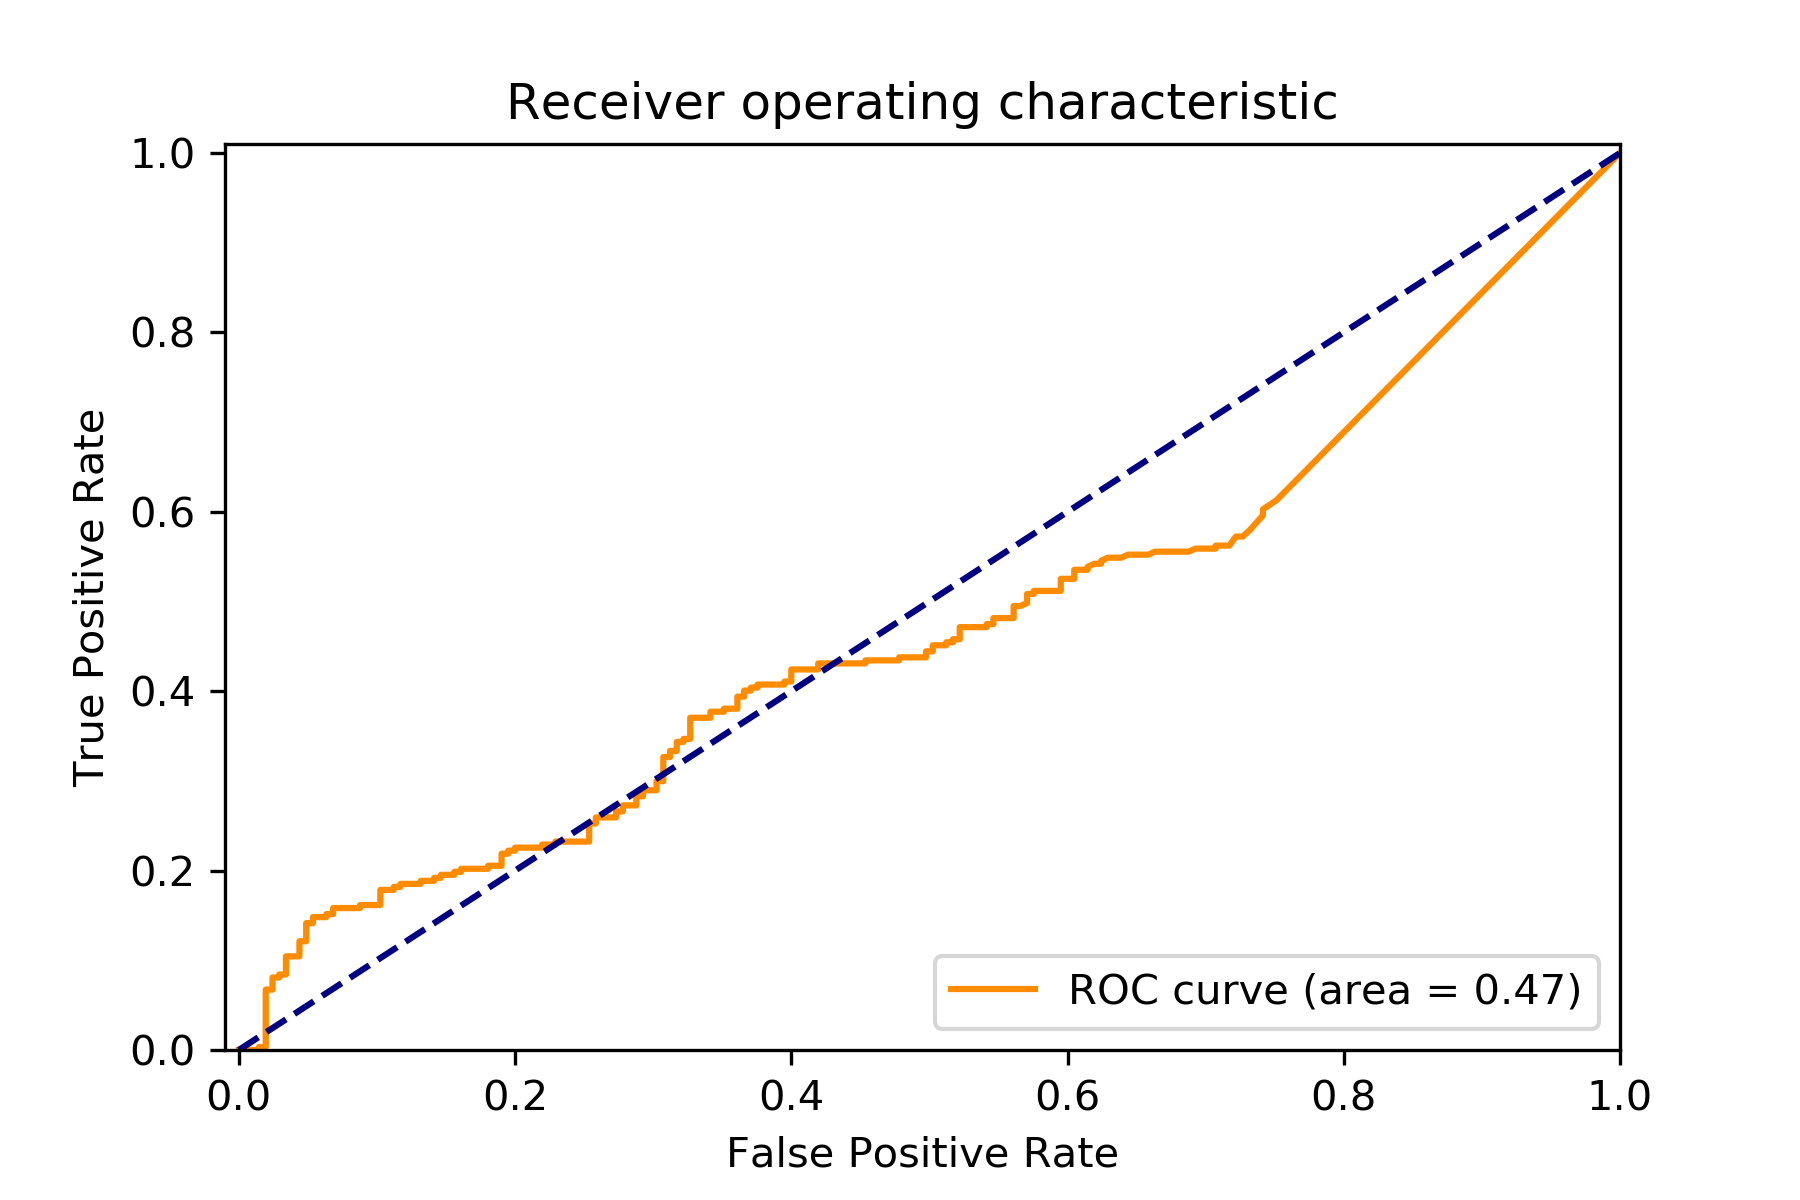 Receiver operating characteristic
1.0
0.8
0.6
0.4
0.2
0.0
True Positive Rate
ROC curve (area = 0.47)
0.0 0.2 0.4 0.6 0.8 1.0
False Positive Rate